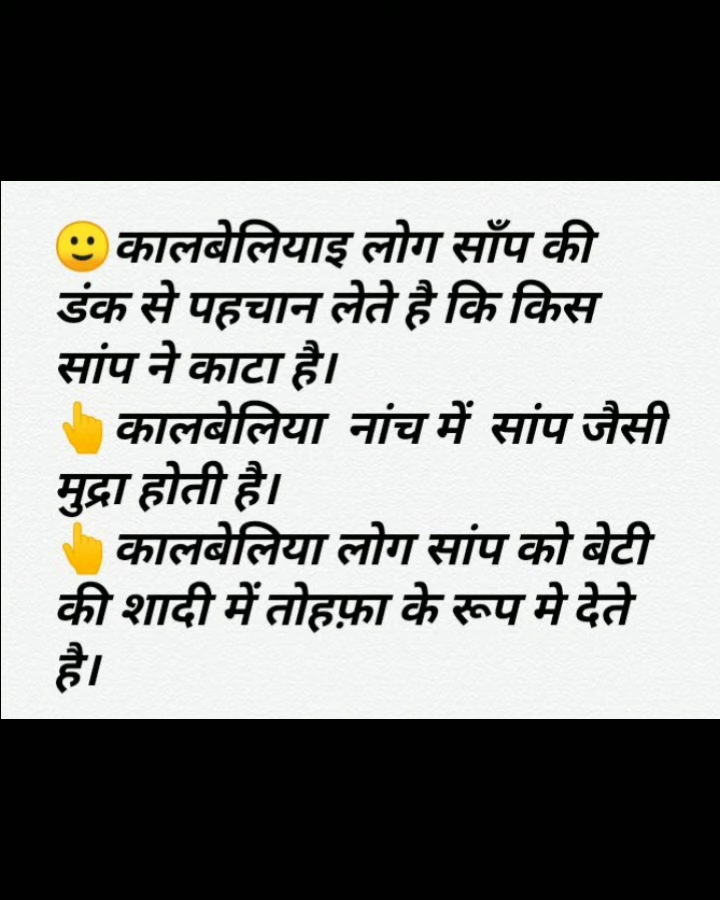 🙂कालबेलियाइ लोग साँप की
डंक से पहचान लेते है कि किस
सांप ने काटा है।
👆कालबेलिया नांच में सांप जैसी
मुद्रा होती है।
👆कालबेलिया लोग सांप को बेटी
की शादी में तोहफ़ा के रूप मे देते
है।